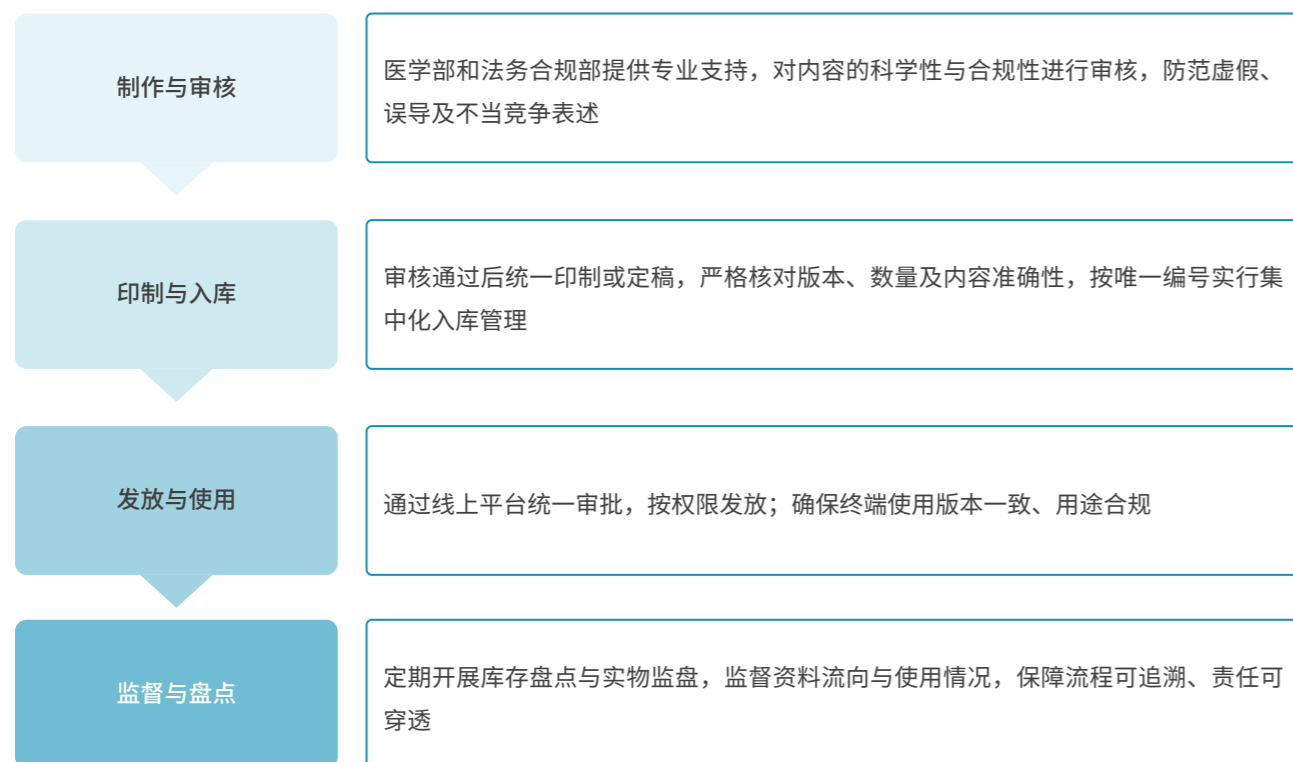 制作与审核
医学部和法务合规部提供专业支持，对内容的科学性与合规性进行审核，防范虚假、
误导及不当竞争表述
印制与入库
审核通过后统一印制或定稿，严格核对版本、数量及内容准确性，按唯一编号实行集
中化入库管理
发放与使用
通过线上平台统一审批，按权限发放；确保终端使用版本一致、用途合规
监督与盘点
定期开展库存盘点与实物监盘，监督资料流向与使用情况，保障流程可追溯、责任可
穿透